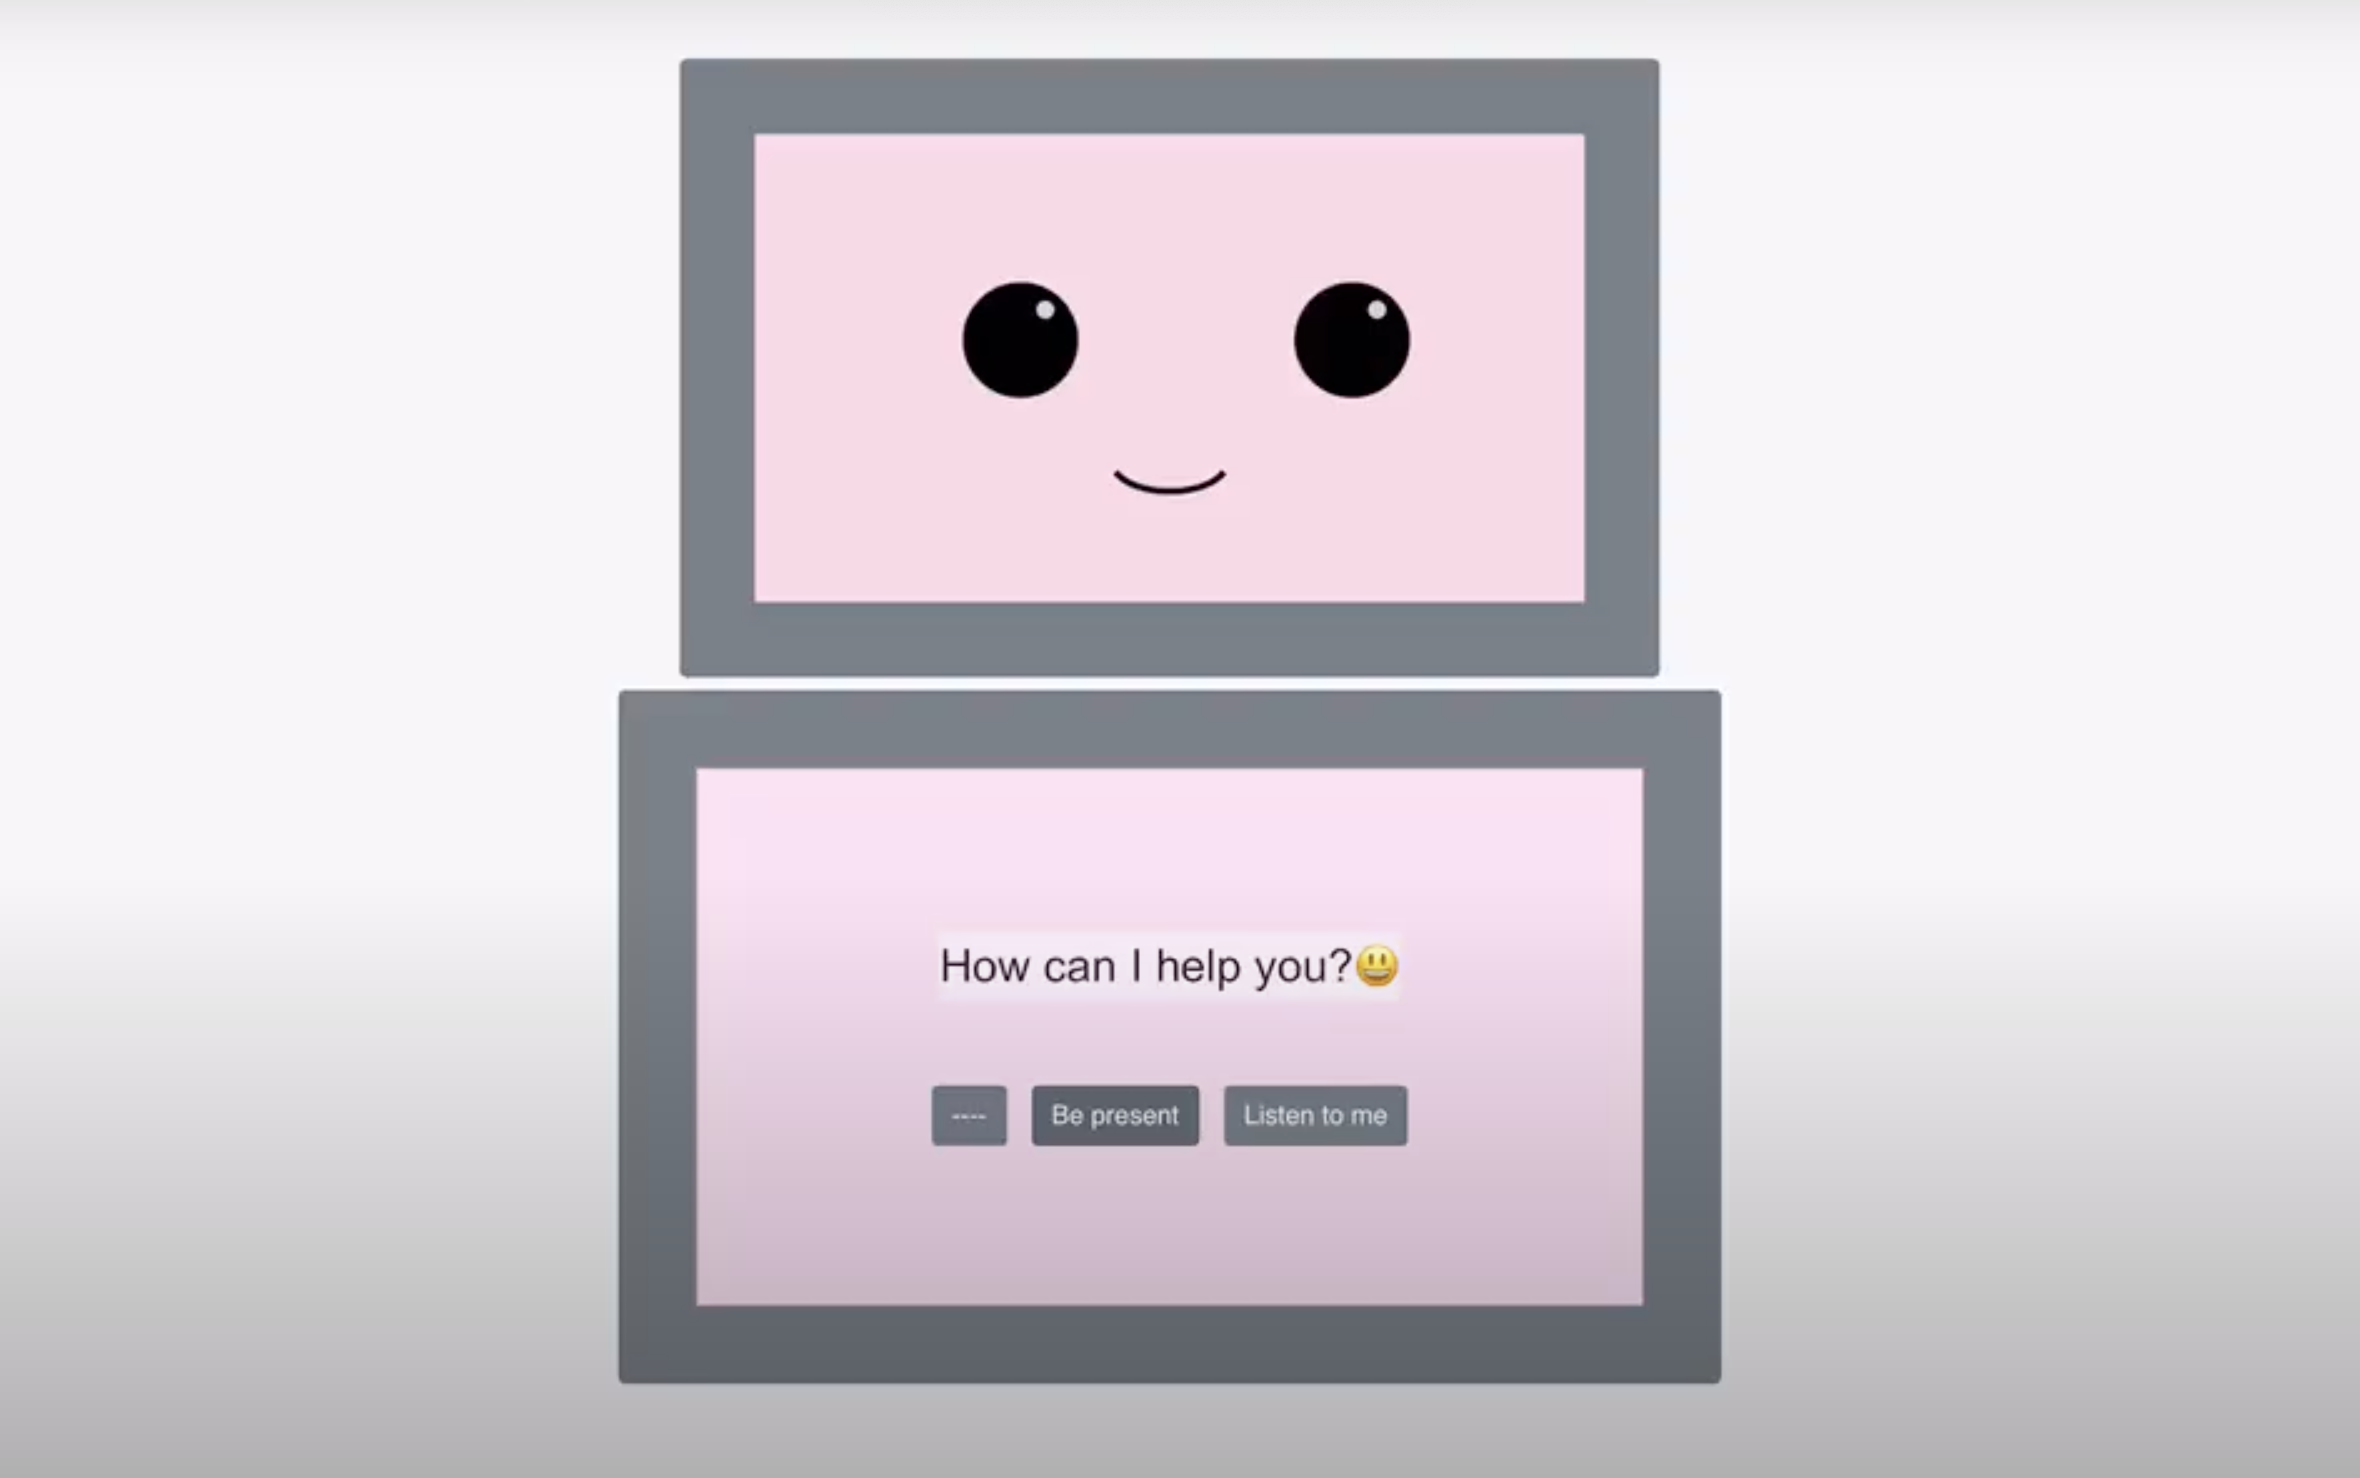 How can I help you?😃
---- Be present Listen to me